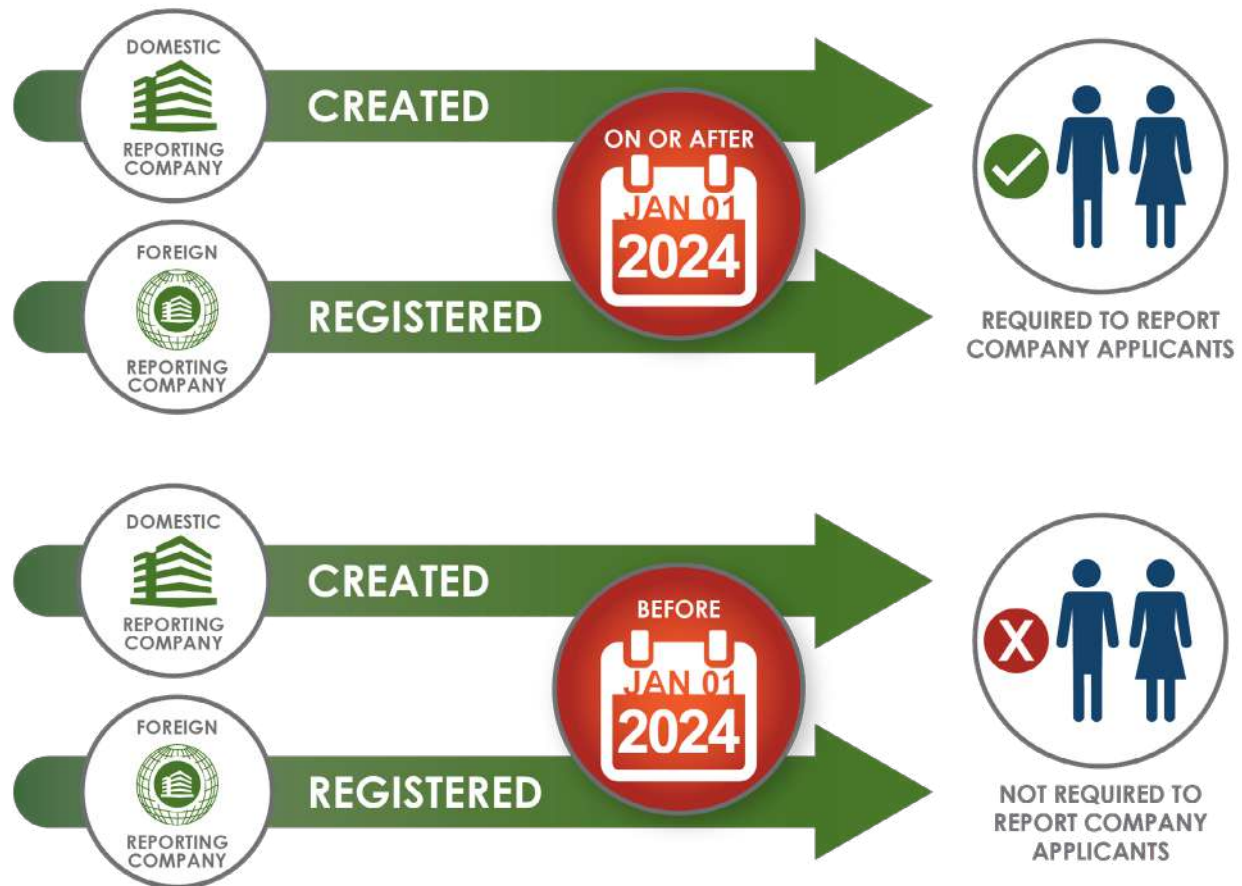 DOMESTIC
REPORTING
COMPANY
CREATED
ON OR AFTER
JAN 01
2024
FOREIGN
REPORTING
COMPANY
REGISTERED
REQUIRED TO REPORT
COMPANY APPLICANTS
DOMESTIC
REPORTING
COMPANY
CREATED
BEFORE
JAN 01
2024
FOREIGN
REPORTING
COMPANY
REGISTERED
X
NOT REQUIRED TO
REPORT COMPANY
APPLICANTS